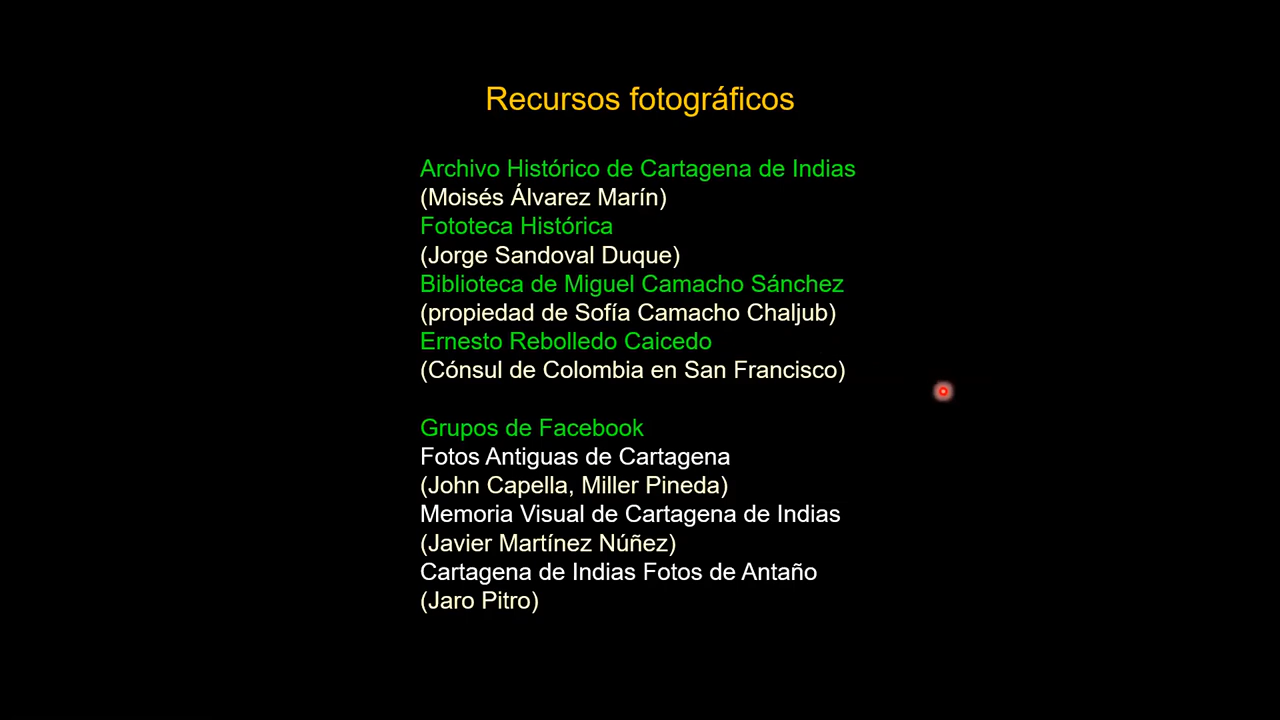 Recursos fotográficos
Archivo Histórico de Cartagena de Indias
(Moisés Álvarez Marín)
Fototeca Histórica
(Jorge Sandoval Duque)
Biblioteca de Miguel Camacho Sánchez
(propiedad de Sofía Camacho Chaljub)
Ernesto Rebolledo Caicedo
(Cónsul de Colombia en San Francisco)
Grupos de Facebook
Fotos Antiguas de Cartagena
(John Capella, Miller Pineda)
Memoria Visual de Cartagena de Indias
(Javier Martínez Núñez)
Cartagena de Indias Fotos de Antaño
(Jaro Pitro)